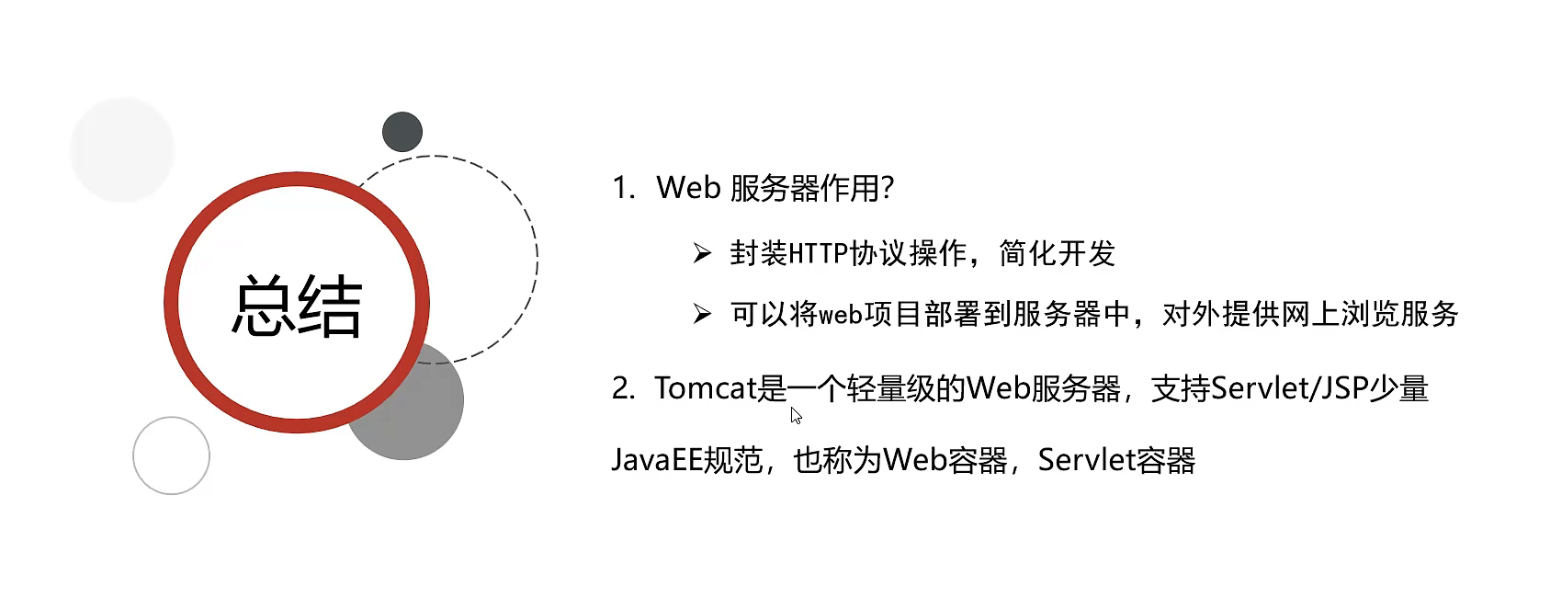 总结
1. Web 服务器作用？
➢ 封装HTTP协议操作，简化开发
➢ 可以将web项目部署到服务器中，对外提供网上浏览服务
2. Tomcat是一个轻量级的Web服务器，支持Servlet/JSP少量
JavaEE规范，也称为Web容器，Servlet容器